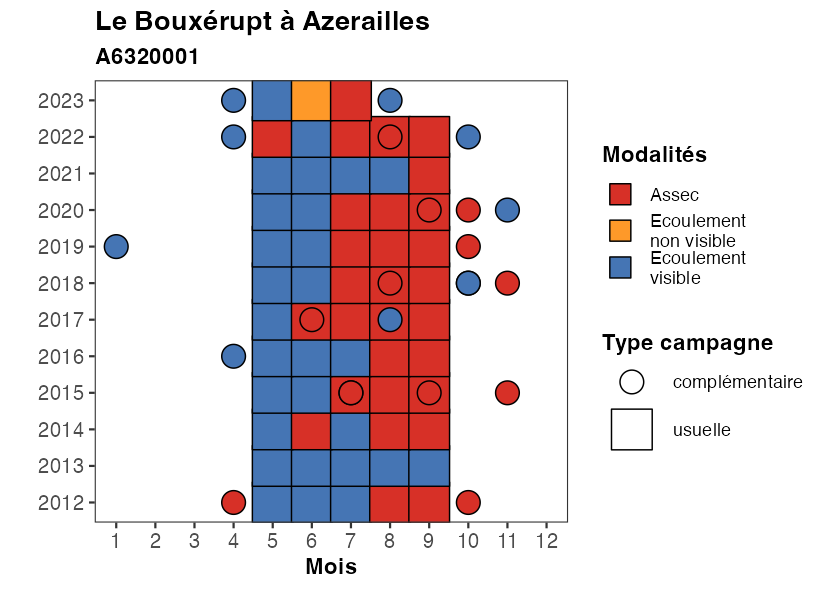 Le Bouxérupt à Azerailles
A6320001
2023
2022
2021
2020
2019
2018
2017
2016
2015
2014
2013
2012
1 2 3 4 5 6 7 8 9 10 11 12
Mois
Modalités
Assec
Ecoulement
non visible
Ecoulement
visible
Type campagne
complémentaire
usuelle